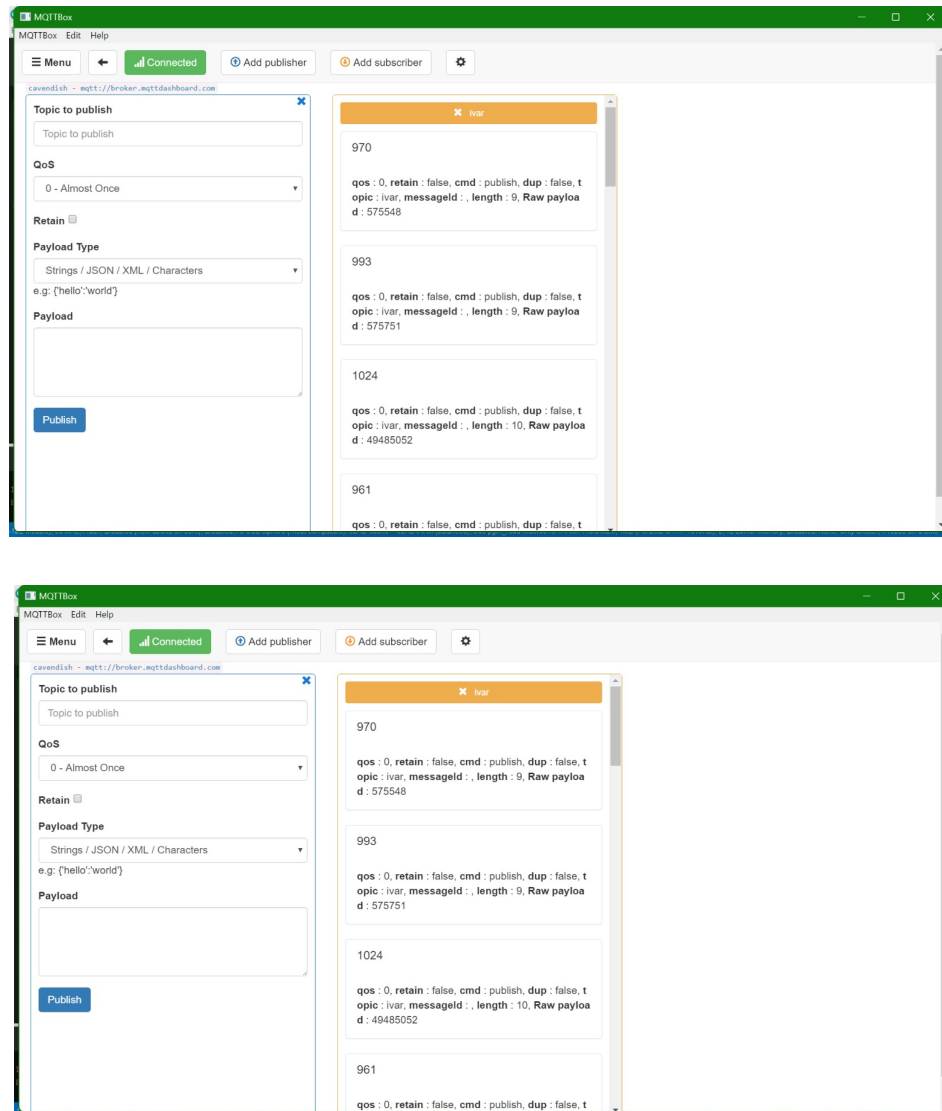 MQTTBox
MQTTBox Edit Help
Menu Connected Add publisher Add subscriber
cavendish - mqtt://broker.mqttdashboard.com
Topic to publish
Topic to publish
QoS
0 - Almost Once
Retain
Payload Type
Strings / JSON / XML / Characters
e.g: {'hello':'world'}
Payload
Publish
ivar
970
qos : 0, retain : false, cmd : publish, dup : false, t
opic : ivar, messageId : , length : 9, Raw payloa
d : 575548
993
qos : 0, retain : false, cmd : publish, dup : false, t
opic : ivar, messageId : , length : 9, Raw payloa
d : 575751
1024
qos : 0, retain : false, cmd : publish, dup : false, t
opic : ivar, messageId : , length : 10, Raw payloa
d : 49485052
961
qos : 0, retain : false, cmd : publish, dup : false, t
MQTTBox
MQTTBox Edit Help
Menu Connected Add publisher Add subscriber
cavendish - mqtt://broker.mqttdashboard.com
Topic to publish
Topic to publish
QoS
0 - Almost Once
Retain
Payload Type
Strings / JSON / XML / Characters
e.g: {'hello':'world'}
Payload
Publish
ivar
970
qos : 0, retain : false, cmd : publish, dup : false, t
opic : ivar, messageId : , length : 9, Raw payloa
d : 575548
993
qos : 0, retain : false, cmd : publish, dup : false, t
opic : ivar, messageId : , length : 9, Raw payloa
d : 575751
1024
qos : 0, retain : false, cmd : publish, dup : false, t
opic : ivar, messageId : , length : 10, Raw payloa
d : 49485052
961
qos : 0, retain : false, cmd : publish, dup : false, t